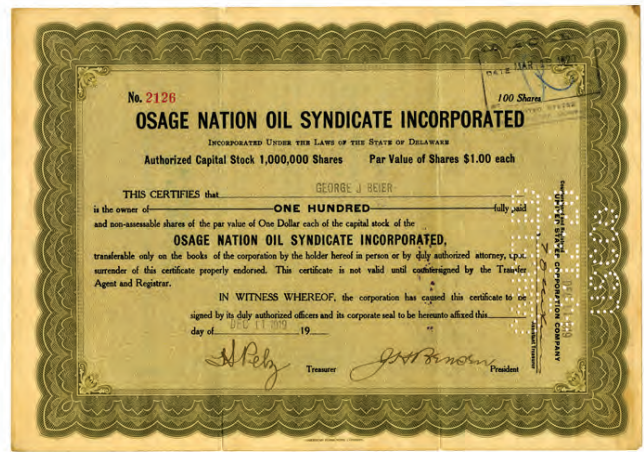 DATE MAR
No. 2126
100 Shares
OSAGE NATION OIL SYNDICATE INCORPORATED
INCORPORATED UNDER THE LAWS OF THE STATE OF DELAWARE
Authorized Capital Stock 1,000,000 Shares Par Value of Shares $1.00 each
THIS CERTIFIES that GEORGE J BEIER
is the owner of ONE HUNDRED fully paid
and non-assessable shares of the par value of One Dollar each of the capital stock of the
OSAGE NATION OIL SYNDICATE INCORPORATED,
transferable only on the books of the corporation by the holder hereof in person or by duly authorized attorney, upon
surrender of this certificate properly endorsed. This certificate is not valid until countersigned by the Transfer
Agent and Registrar.
IN WITNESS WHEREOF, the corporation has caused this certificate to be
signed by its duly authorized officers and its corporate seal to be hereunto affixed this
day of DEC 11 1919 19
Treasurer
President
UNITED STATES CORPORATION COMPANY
Assistant Treasurer